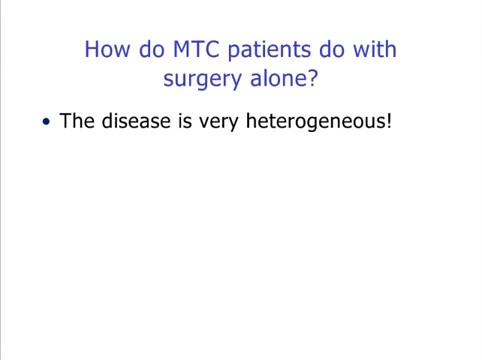 How do MTC patients do with
surgery alone?
• The disease is very heterogeneous!